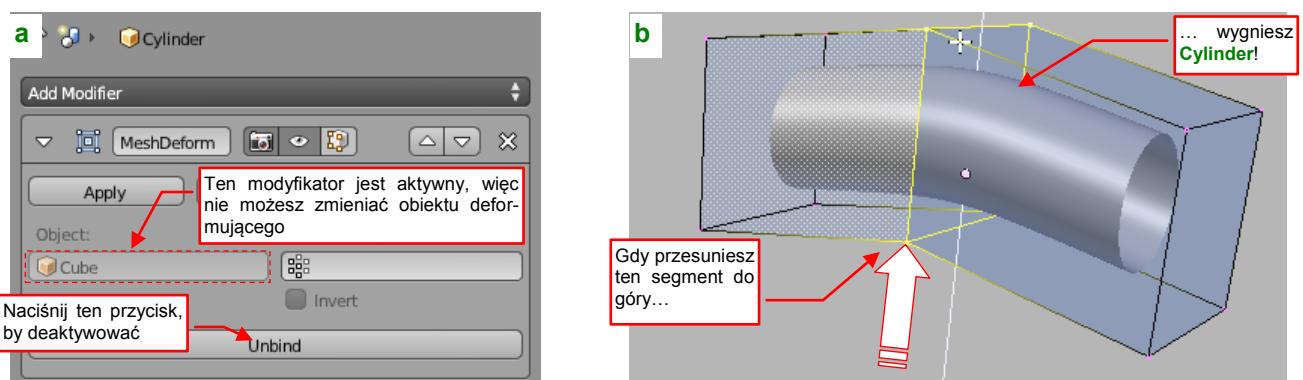 a
Cylinder
Add Modifier
MeshDeform
Apply
Ten modyfikator jest aktywny, więc
nie możesz zmieniać obiektu defor-
mującego
Object:
Cube
Invert
Naciśnij ten przycisk,
by deaktywować
Unbind
b
… wygniesz
Cylinder!
Gdy przesuniesz
ten segment do
góry…